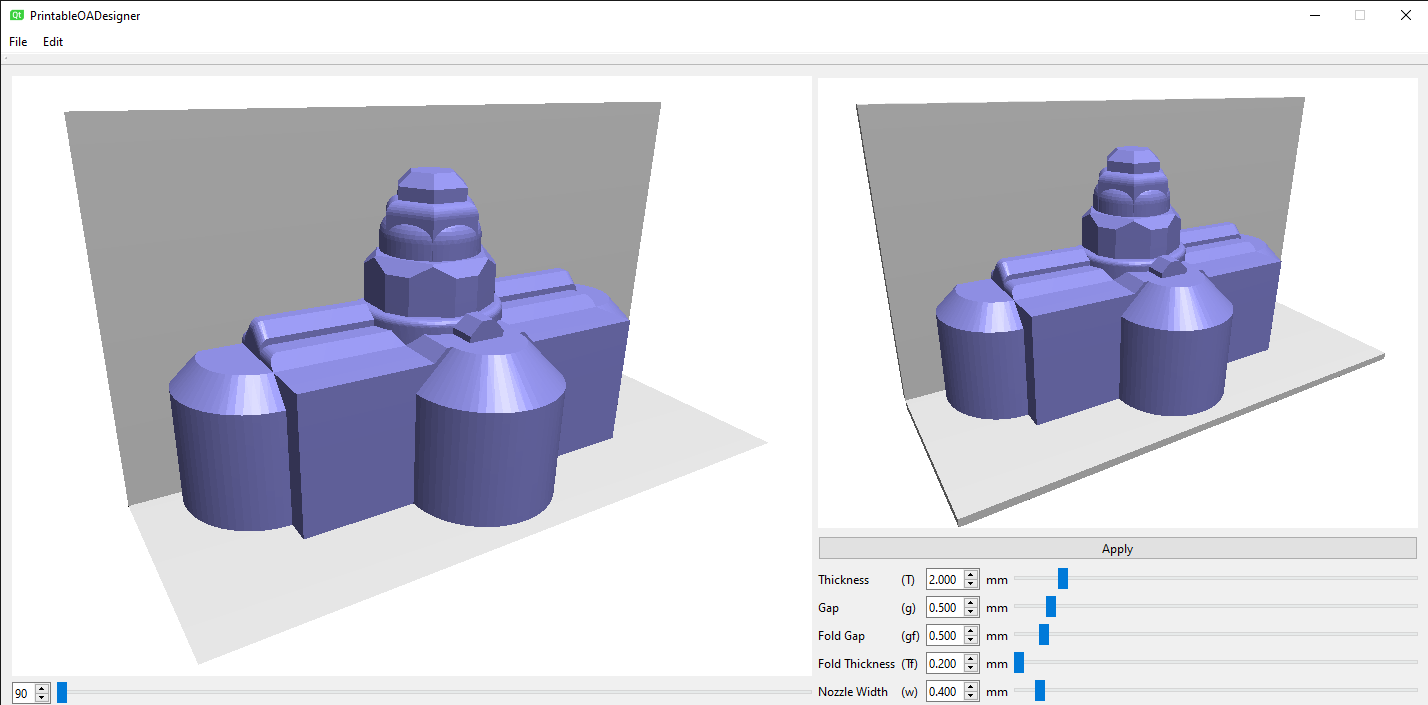 Qt PrintableOADesigner
File Edit
Apply
Thickness (T) 2.000 mm
Gap (g) 0.500 mm
Fold Gap (gf) 0.500 mm
Fold Thickness (Tf) 0.200 mm
90 Nozzle Width (w) 0.400 mm